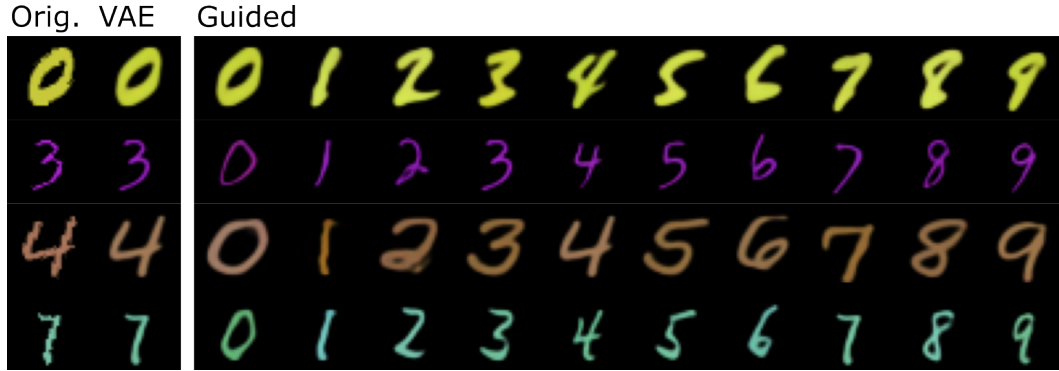 Orig. VAE Guided
0 0 0 1 2 3 4 5 6 7 8 9
3 3 0 1 2 3 4 5 6 7 8 9
4 4 0 1 2 3 4 5 6 7 8 9
7 7 0 1 2 3 4 5 6 7 8 9